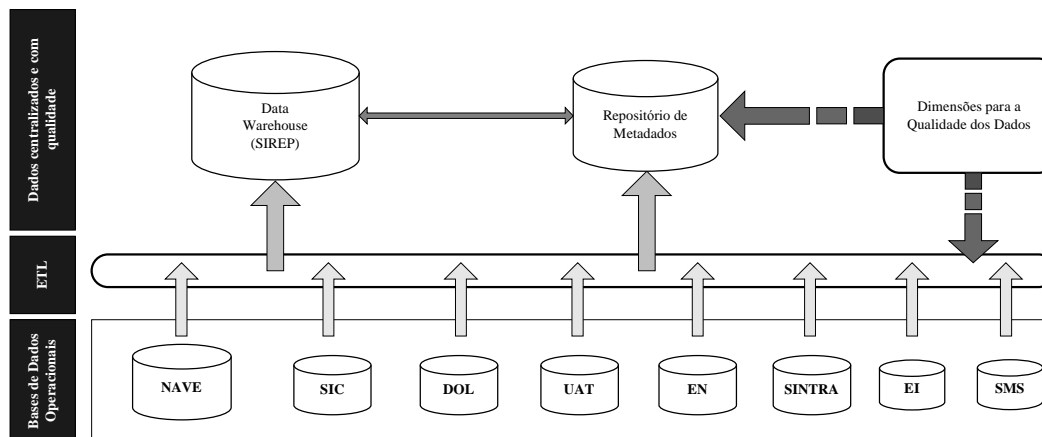 Dados centralizados e com
qualidade
Data
Warehouse
(SIREP)
Repositório de
Metadados
Dimensões para a
Qualidade dos Dados
ETL
Bases de Dados
Operacionais
NAVE
SIC
DOL
UAT
EN
SINTRA
EI
SMS